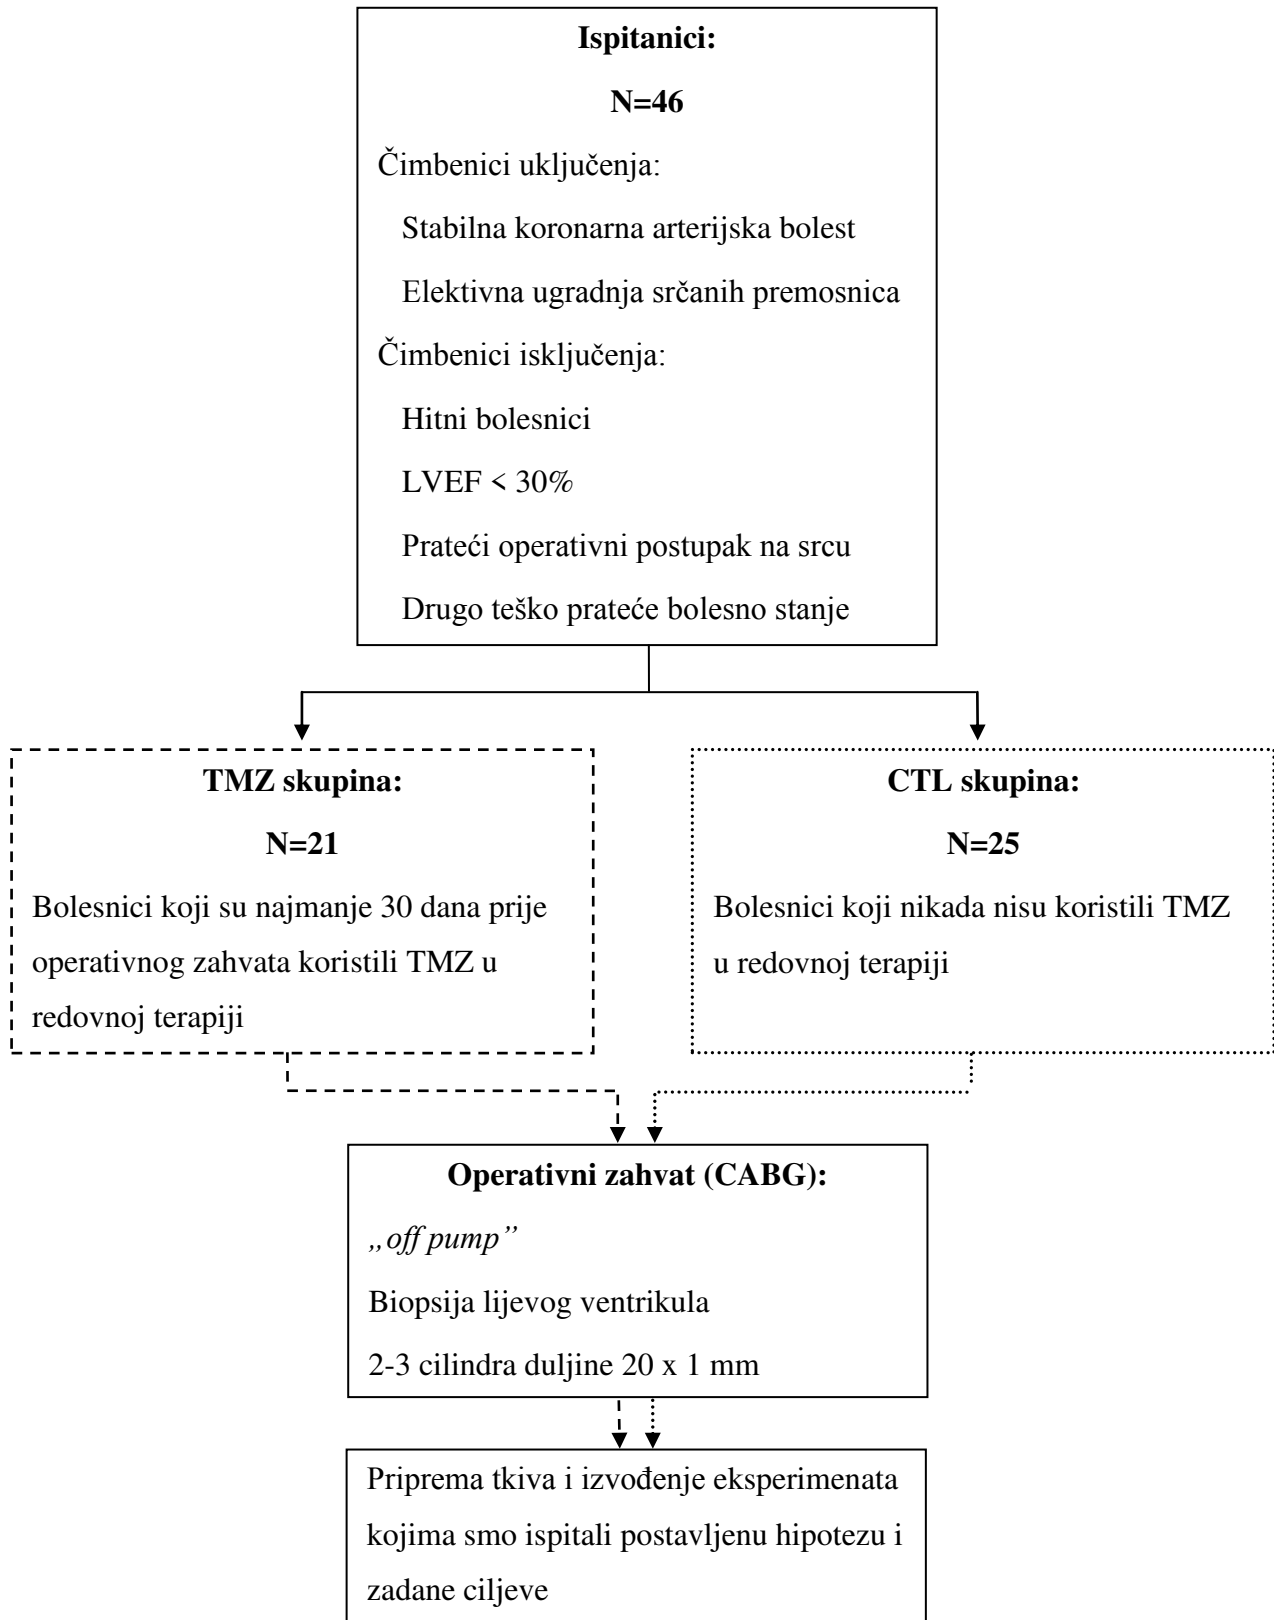 Ispitanici:
N=46
Čimbenici uključenja:
Stabilna koronarna arterijska bolest
Elektivna ugradnja srčanih premosnica
Čimbenici isključenja:
Hitni bolesnici
LVEF < 30%
Prateći operativni postupak na srcu
Drugo teško prateće bolesno stanje
TMZ skupina:
N=21
Bolesnici koji su najmanje 30 dana prije
operativnog zahvata koristili TMZ u
redovnoj terapiji
CTL skupina:
N=25
Bolesnici koji nikada nisu koristili TMZ
u redovnoj terapiji
Operativni zahvat (CABG):
„off pump”
Biopsija lijevog ventrikula
2-3 cilindra duljine 20 x 1 mm
Priprema tkiva i izvođenje eksperimenata
kojima smo ispitali postavljenu hipotezu i
zadane ciljeve